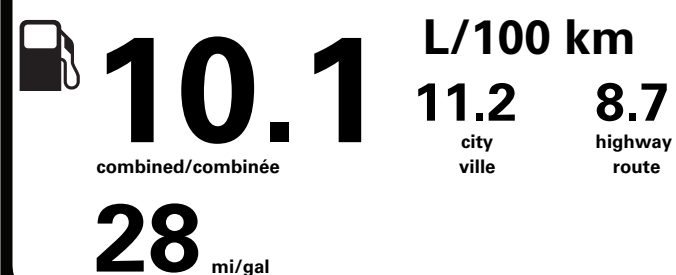 10.1
combined/combinée
L/100 km
11.2 8.7
city highway
ville route
28 mi/gal